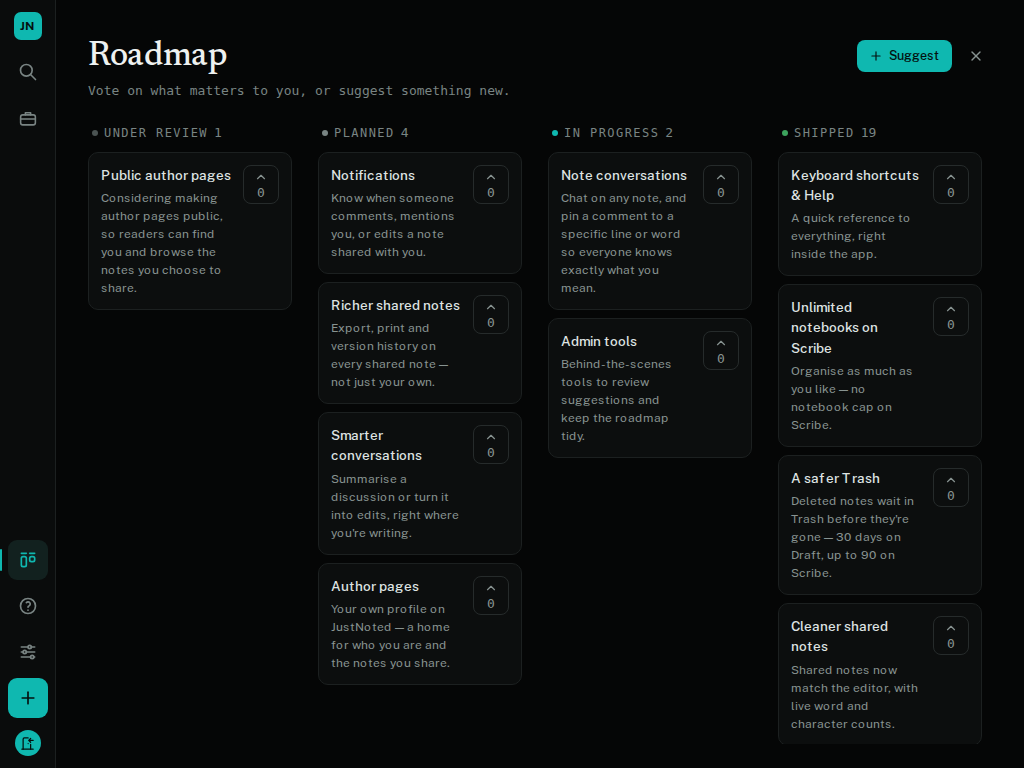 JN
Roadmap
Vote on what matters to you, or suggest something new.
Suggest
UNDER REVIEW 1
Public author pages
0
Considering making
author pages public,
so readers can find
you and browse the
notes you choose to
share.
PLANNED 4
Notifications
0
Know when someone
comments, mentions
you, or edits a note
shared with you.
Richer shared notes
0
Export, print and
version history on
every shared note —
not just your own.
Smarter
conversations
0
Summarise a
discussion or turn it
into edits, right where
you're writing.
Author pages
0
Your own profile on
JustNoted — a home
for who you are and
the notes you share.
IN PROGRESS 2
Note conversations
0
Chat on any note, and
pin a comment to a
specific line or word
so everyone knows
exactly what you
mean.
Admin tools
0
Behind-the-scenes
tools to review
suggestions and
keep the roadmap
tidy.
SHIPPED 19
Keyboard shortcuts
& Help
0
A quick reference to
everything, right
inside the app.
Unlimited
notebooks on
Scribe
0
Organise as much as
you like — no
notebook cap on
Scribe.
A safer Trash
0
Deleted notes wait in
Trash before they're
gone — 30 days on
Draft, up to 90 on
Scribe.
Cleaner shared
notes
0
Shared notes now
match the editor, with
live word and
character counts.